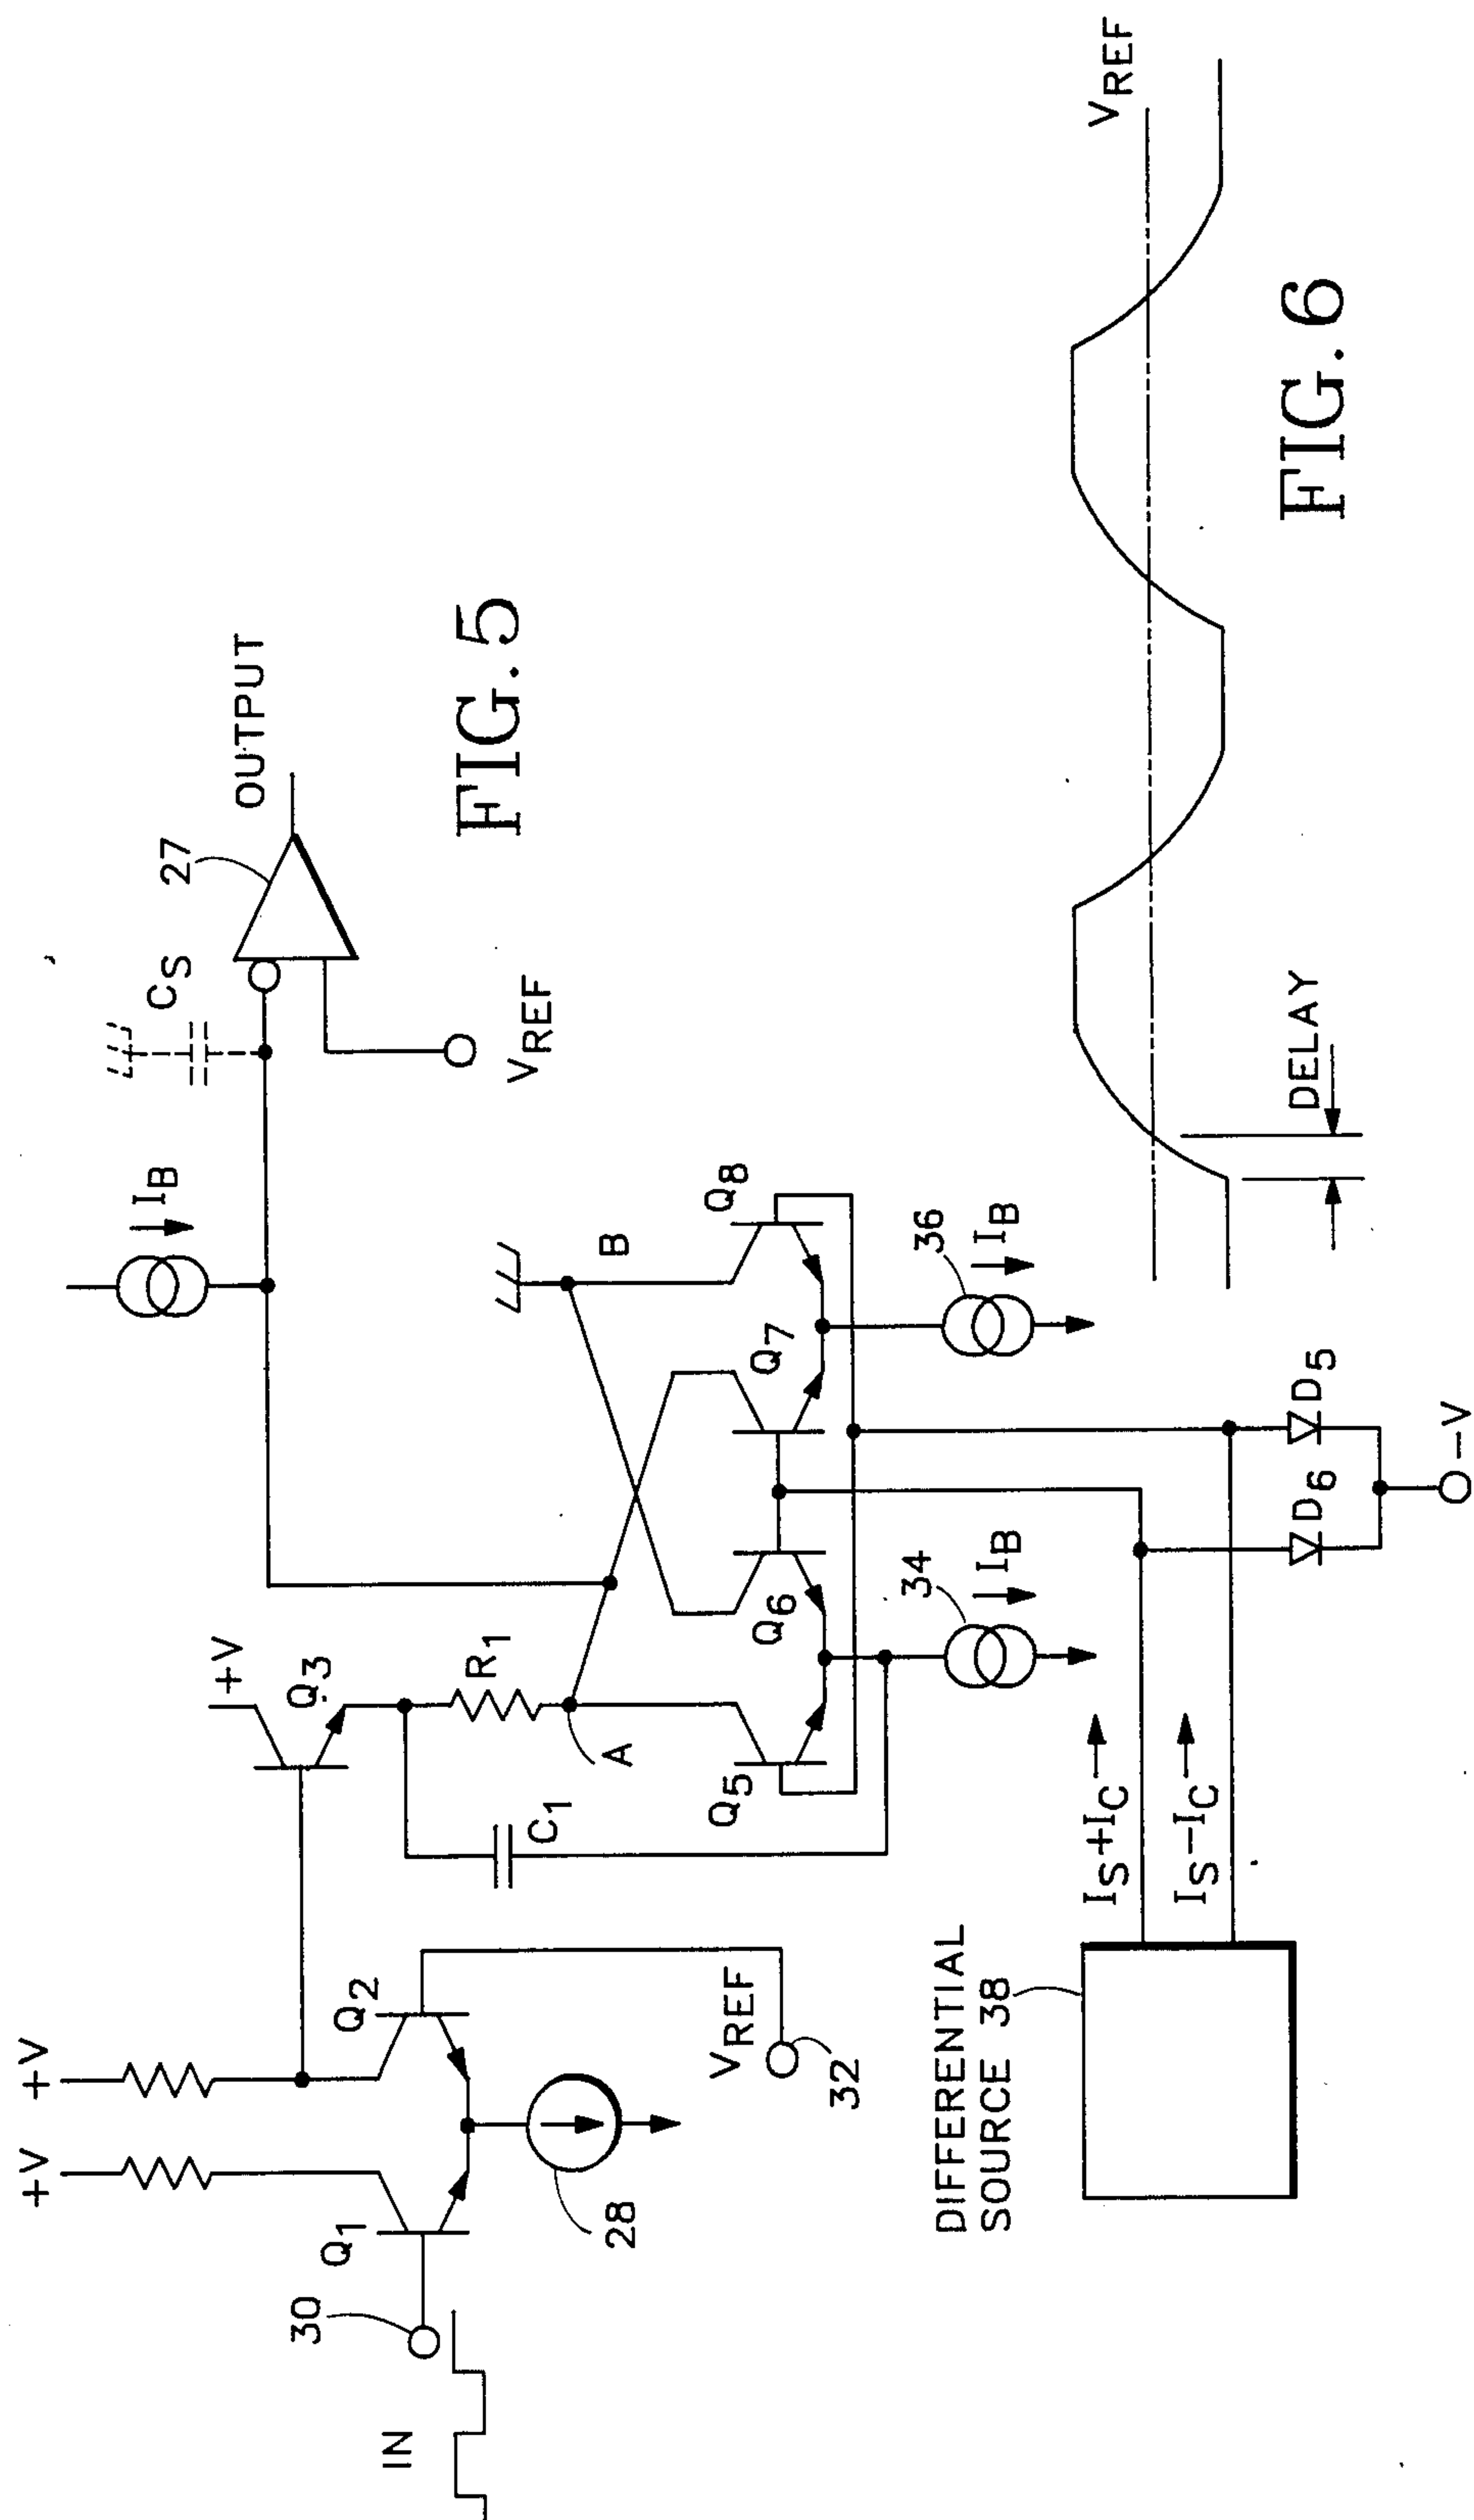 +V
+V
IN
30
Q1
Q2
28
VREF
32
+V
Q3
R1
A
C1
IB
CS
27
OUTPUT
VREF
B
Q5
Q6
Q7
Q8
34
IB
36
IB
DIFFERENTIAL
SOURCE 38
IS+IC
IS-IC
D6
D5
-V
FIG.5
VREF
DELAY
FIG.6